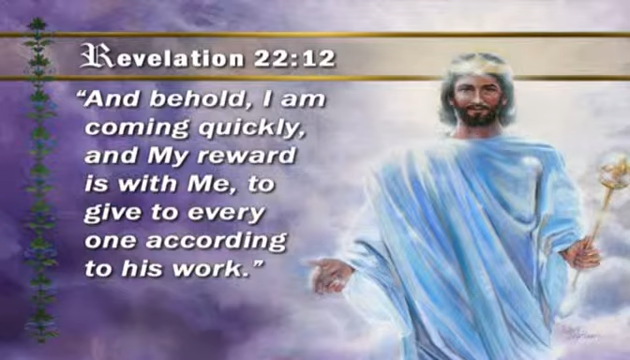 Revelation 22:12
“And behold, I am
coming quickly,
and My reward
is with Me, to
give to every
one according
to his work.”